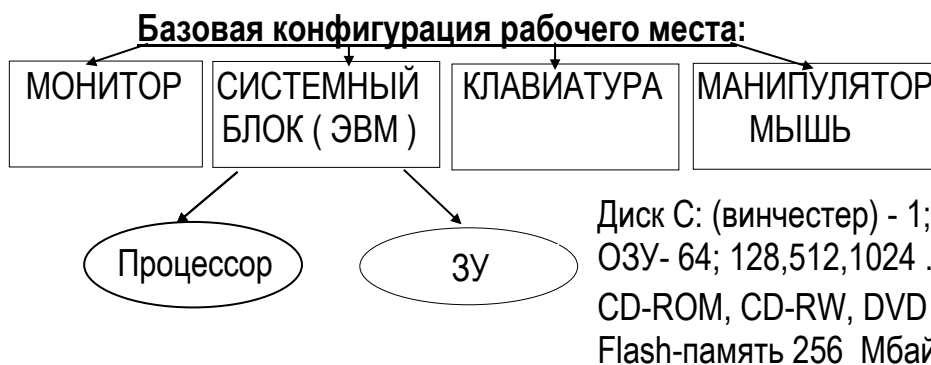 Базовая конфигурация рабочего места:
МОНИТОР
СИСТЕМНЫЙ
БЛОК ( ЭВМ )
КЛАВИАТУРА
МАНИПУЛЯТОР
МЫШЬ
Процессор
ЗУ
Диск С: (винчестер) - 1;
ОЗУ- 64; 128,512,1024 .
CD-ROM, CD-RW, DVD
Flash-память 256